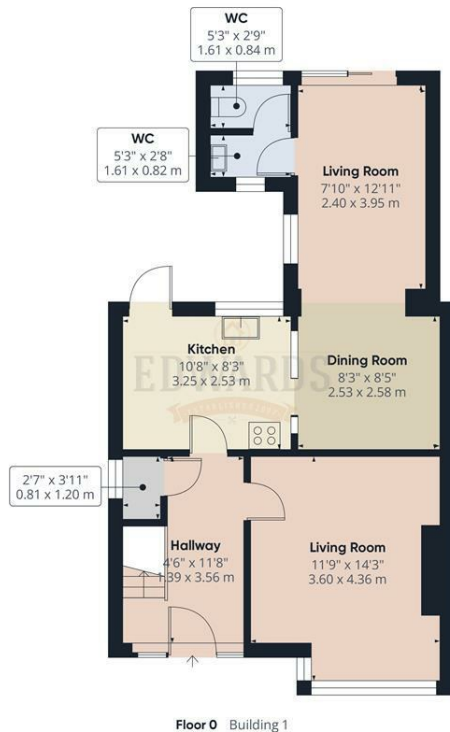 WC
5'3" x 2'9"
1.61 x 0.84 m
WC
5'3" x 2'8"
1.61 x 0.82 m
Living Room
7'10" x 12'11"
2.40 x 3.95 m
Kitchen
10'8" x 8'3"
3.25 x 2.53 m
Dining Room
8'3" x 8'5"
2.53 x 2.58 m
EDWARDS
2'7" x 3'11"
0.81 x 1.20 m
Hallway
4'6" x 11'8"
1.39 x 3.56 m
Living Room
11'9" x 14'3"
3.60 x 4.36 m
Floor 0 Building 1